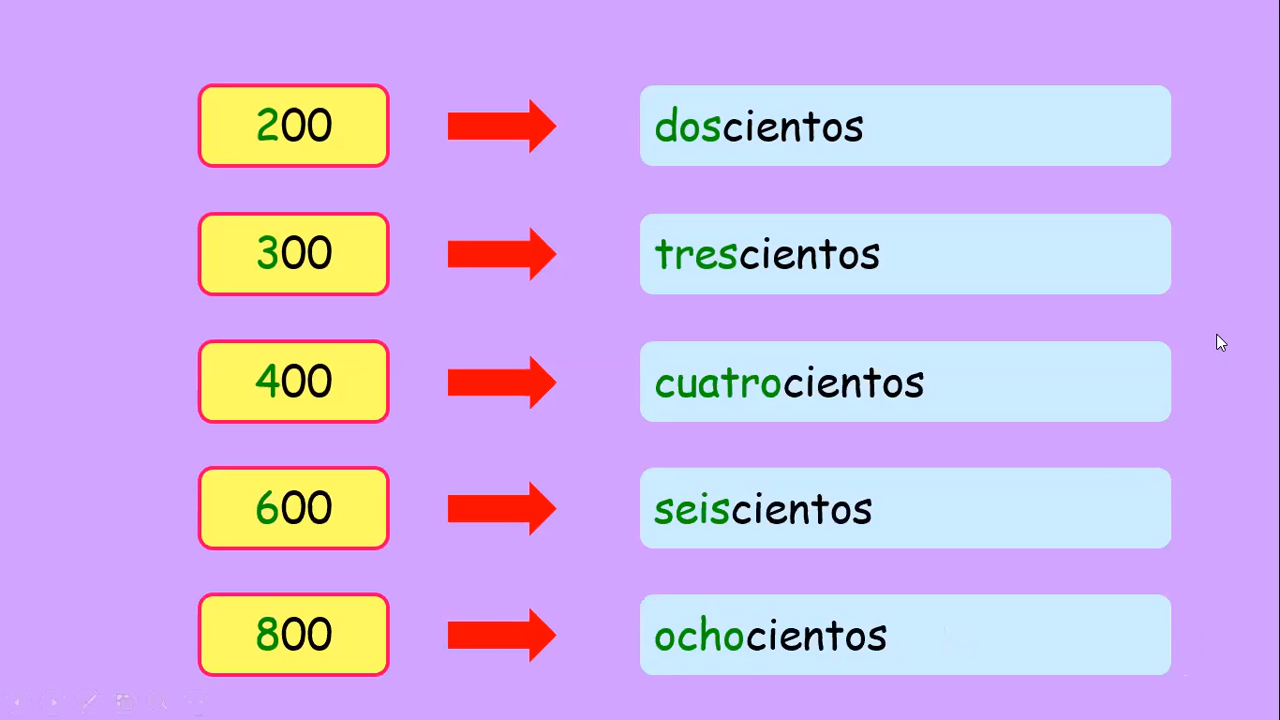 200 doscientos
300 trescientos
400 cuatrocientos
600 seiscientos
800 ochocientos